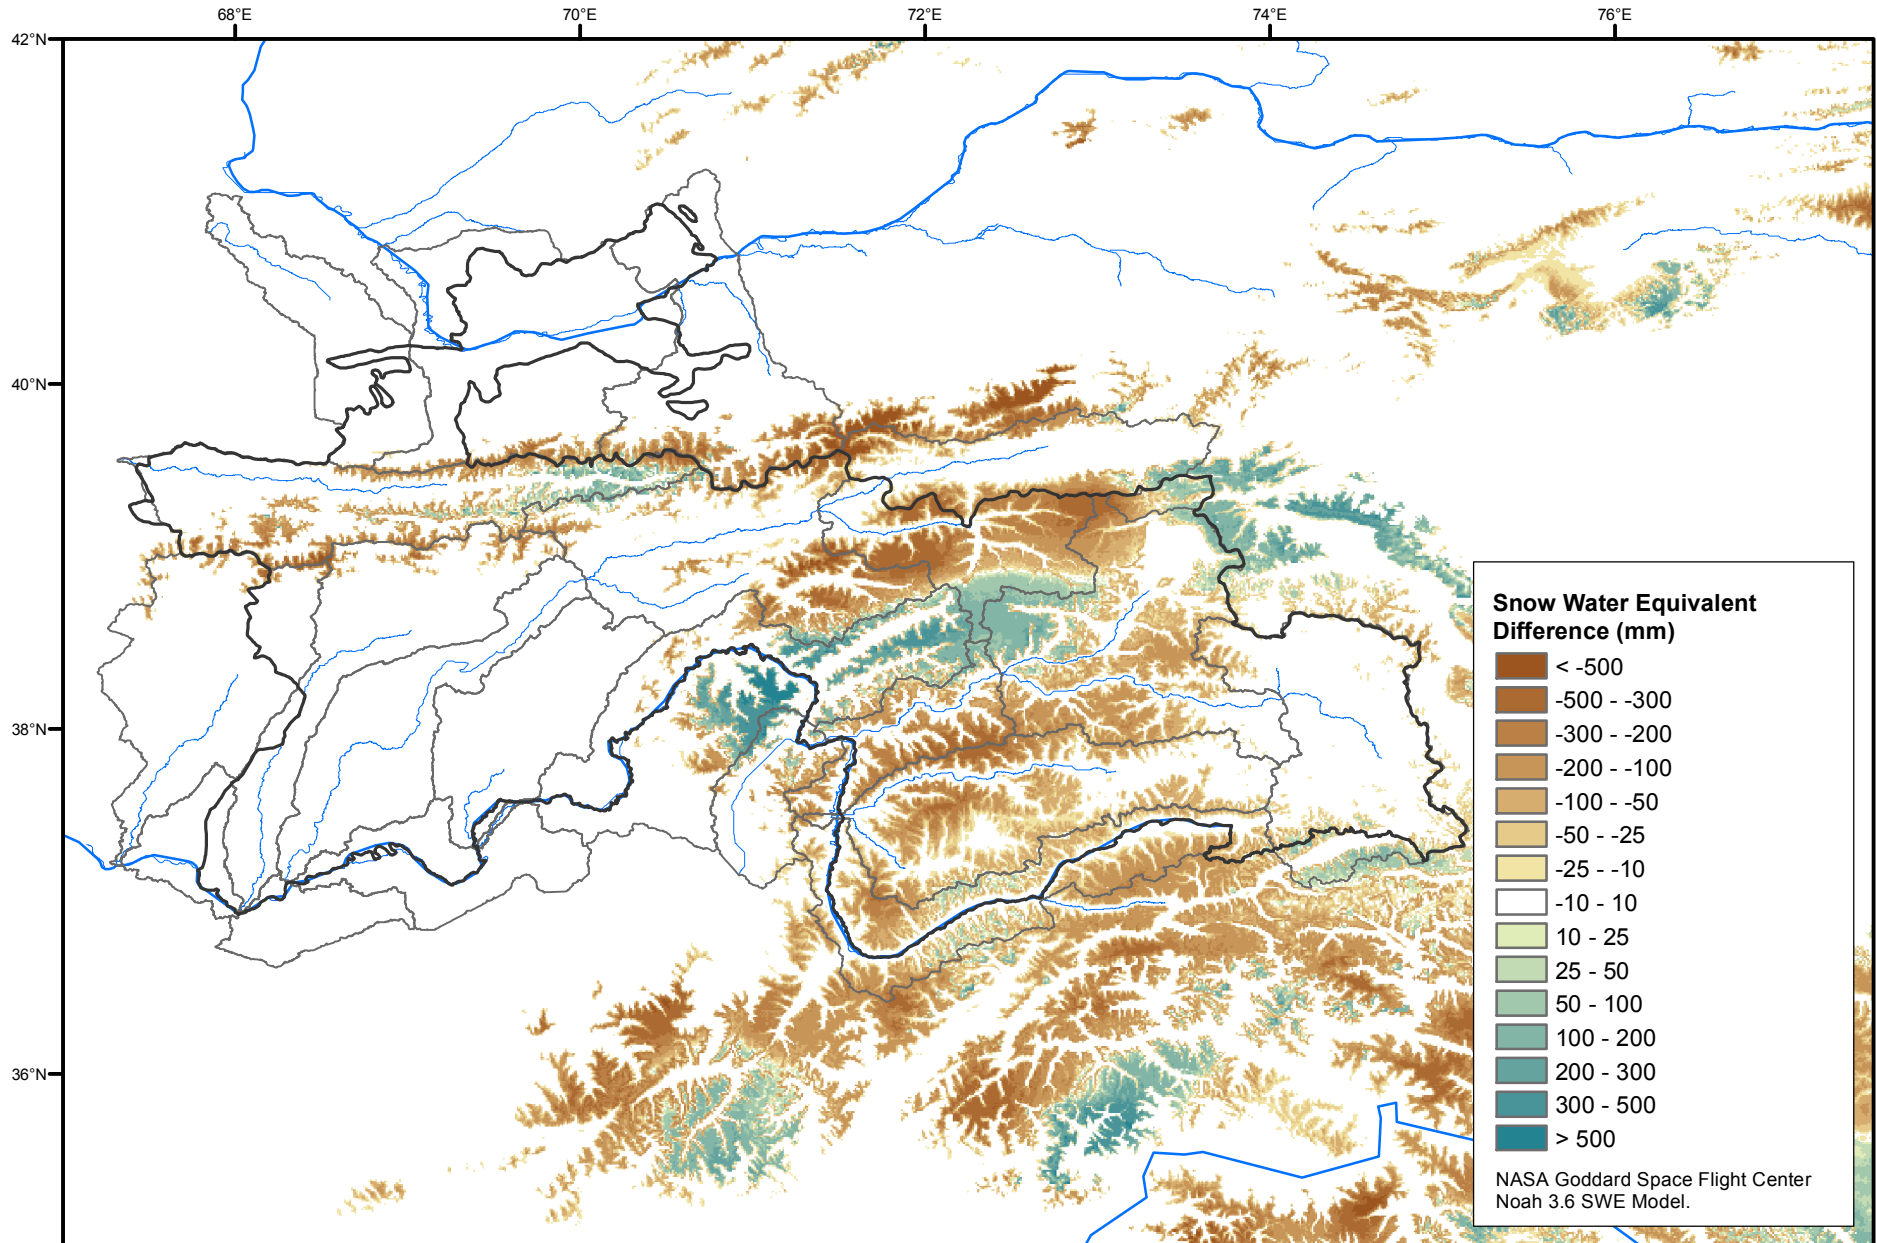 68°E
70°E
72°E
74°E
76°E
42°N
40°N
38°N
36°N
Snow Water Equivalent
Difference (mm)
< -500
-500 - -300
-300 - -200
-200 - -100
-100 - -50
-50 - -25
-25 - -10
-10 - 10
10 - 25
25 - 50
50 - 100
100 - 200
200 - 300
300 - 500
> 500
NASA Goddard Space Flight Center
Noah 3.6 SWE Model.